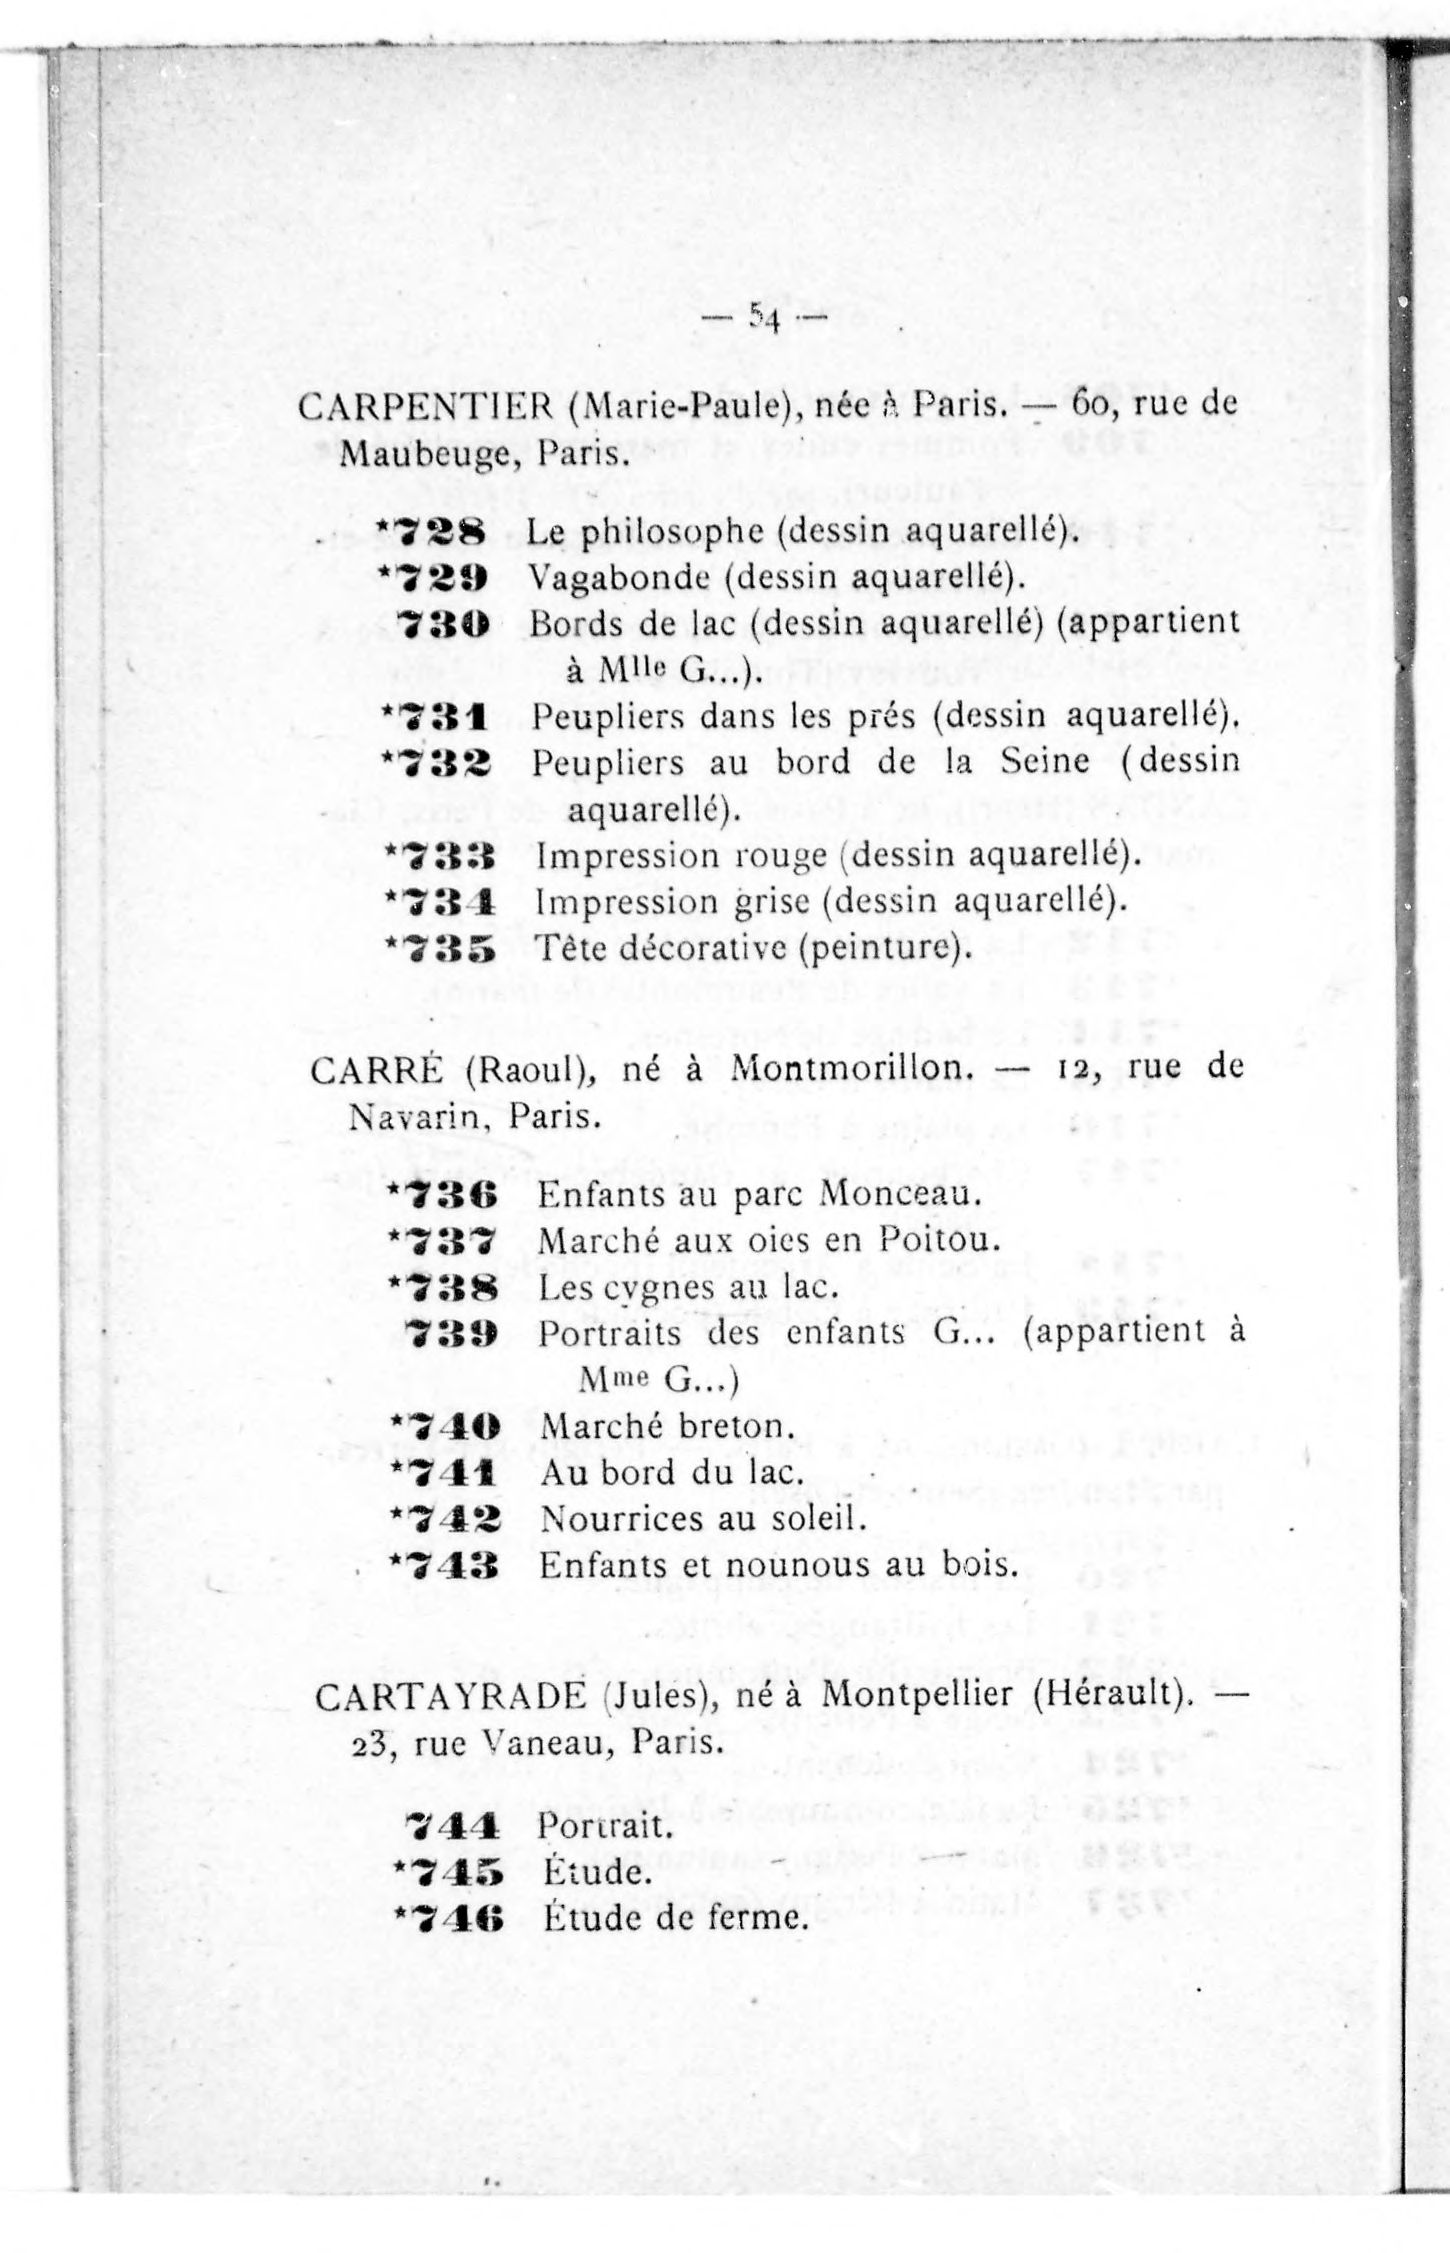 — 54 —
CARPENTIER (Marie-Paule), née à Paris. — 60, rue de
Maubeuge, Paris.
*728 Le philosophe (dessin aquarellé).
*729 Vagabonde (dessin aquarellé).
730 Bords de lac (dessin aquarellé) (appartient
à Mlle G...).
*731 Peupliers dans les prés (dessin aquarellé).
*732 Peupliers au bord de la Seine (dessin
aquarellé).
*733 Impression rouge (dessin aquarellé).
*734 Impression grise (dessin aquarellé).
*735 Tête décorative (peinture).
CARRÉ (Raoul), né à Montmorillon. — 12, rue de
Navarin, Paris.
*736 Enfants au parc Monceau.
*737 Marché aux oies en Poitou.
*738 Les cygnes au lac.
739 Portraits des enfants G... (appartient à
Mme G...)
*740 Marché breton.
*741 Au bord du lac.
*742 Nourrices au soleil.
*743 Enfants et nounous au bois.
CARTAYRADE (Jules), né à Montpellier (Hérault). —
23, rue Vaneau, Paris.
744 Portrait.
*745 Étude.
*746 Étude de ferme.